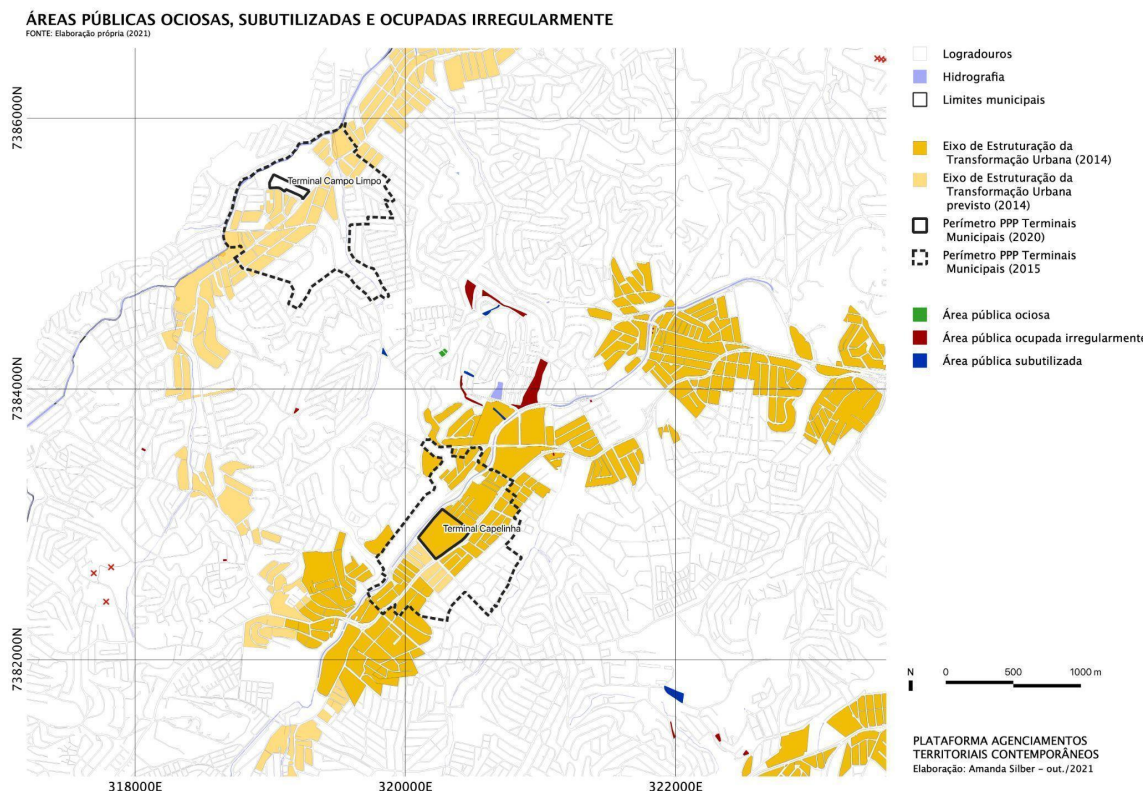 ÁREAS PÚBLICAS OCIOSAS, SUBUTILIZADAS E OCUPADAS IRREGULARMENTE
FONTE: Elaboração própria (2021)
Logradouros
Hidrografia
Limites municipais
Eixo de Estruturação da
Transformação Urbana (2014)
Eixo de Estruturação da
Transformação Urbana
previsto (2014)
Perímetro PPP Terminais
Municipais (2020)
Perímetro PPP Terminais
Municipais (2015
Área pública ociosa
Área pública ocupada irregularmente
Área pública subutilizada
7386000N
7384000N
7382000N
Terminal Campo Limpo
Terminal Capelinha
318000E
320000E
322000E
N
0 500 1000 m
PLATAFORMA AGENCIAMENTOS
TERRITORIAIS CONTEMPORÂNEOS
Elaboração: Amanda Silber – out./2021